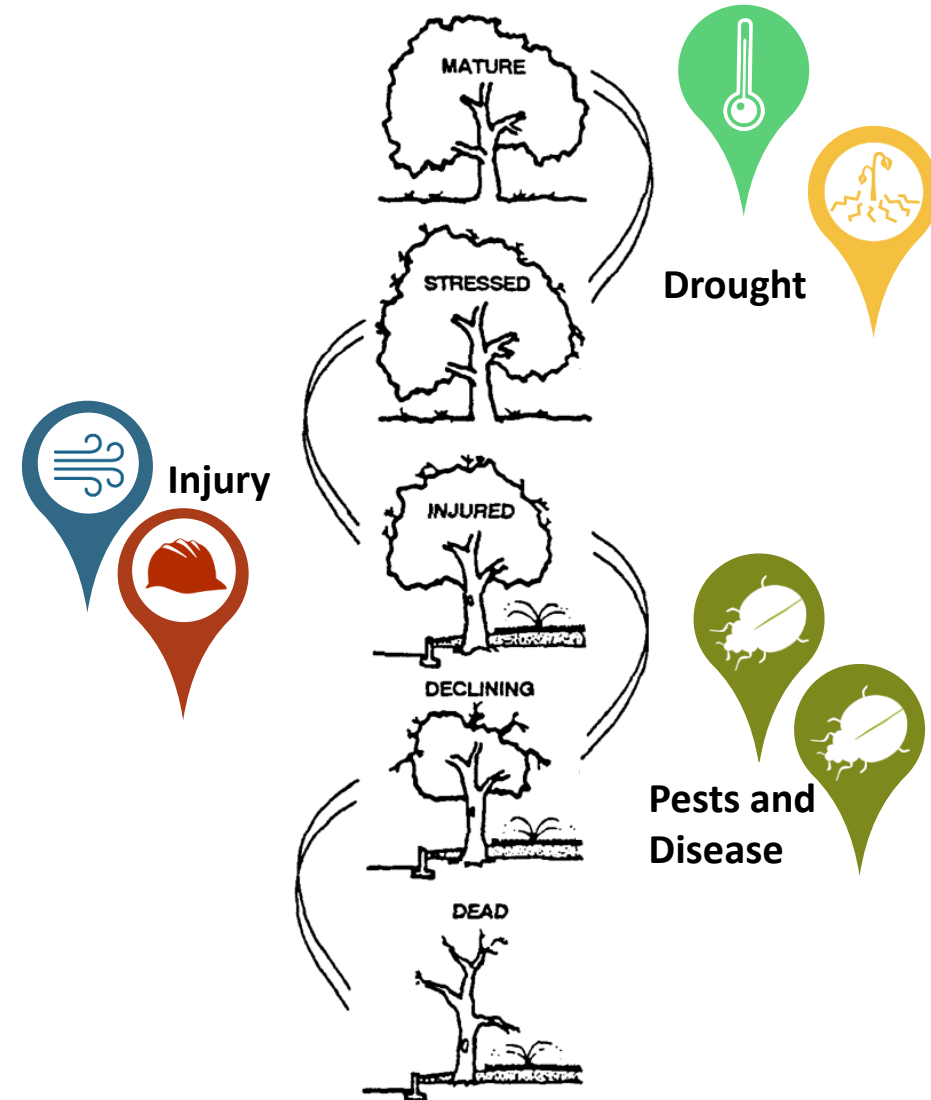 MATURE
STRESSED
Drought
Injury
INJURED
DECLINING
Pests and
Disease
DEAD